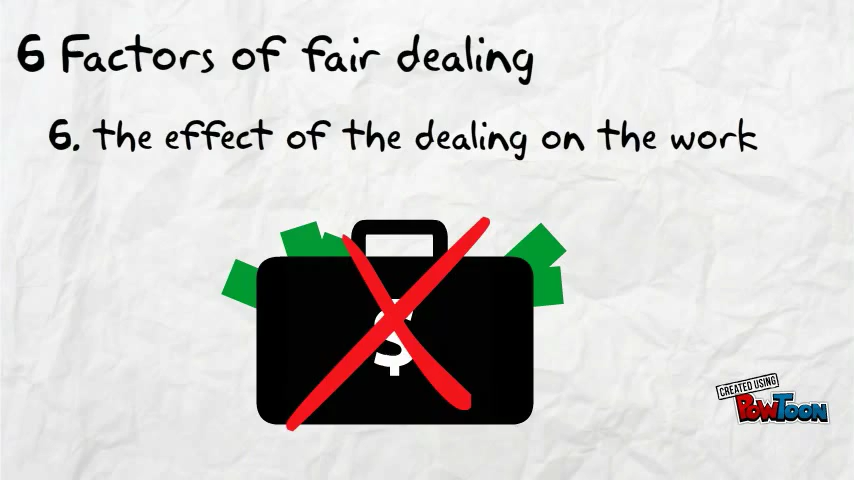 6 Factors of fair dealing
6. the effect of the dealing on the work
$
CREATED USING
POWTOON